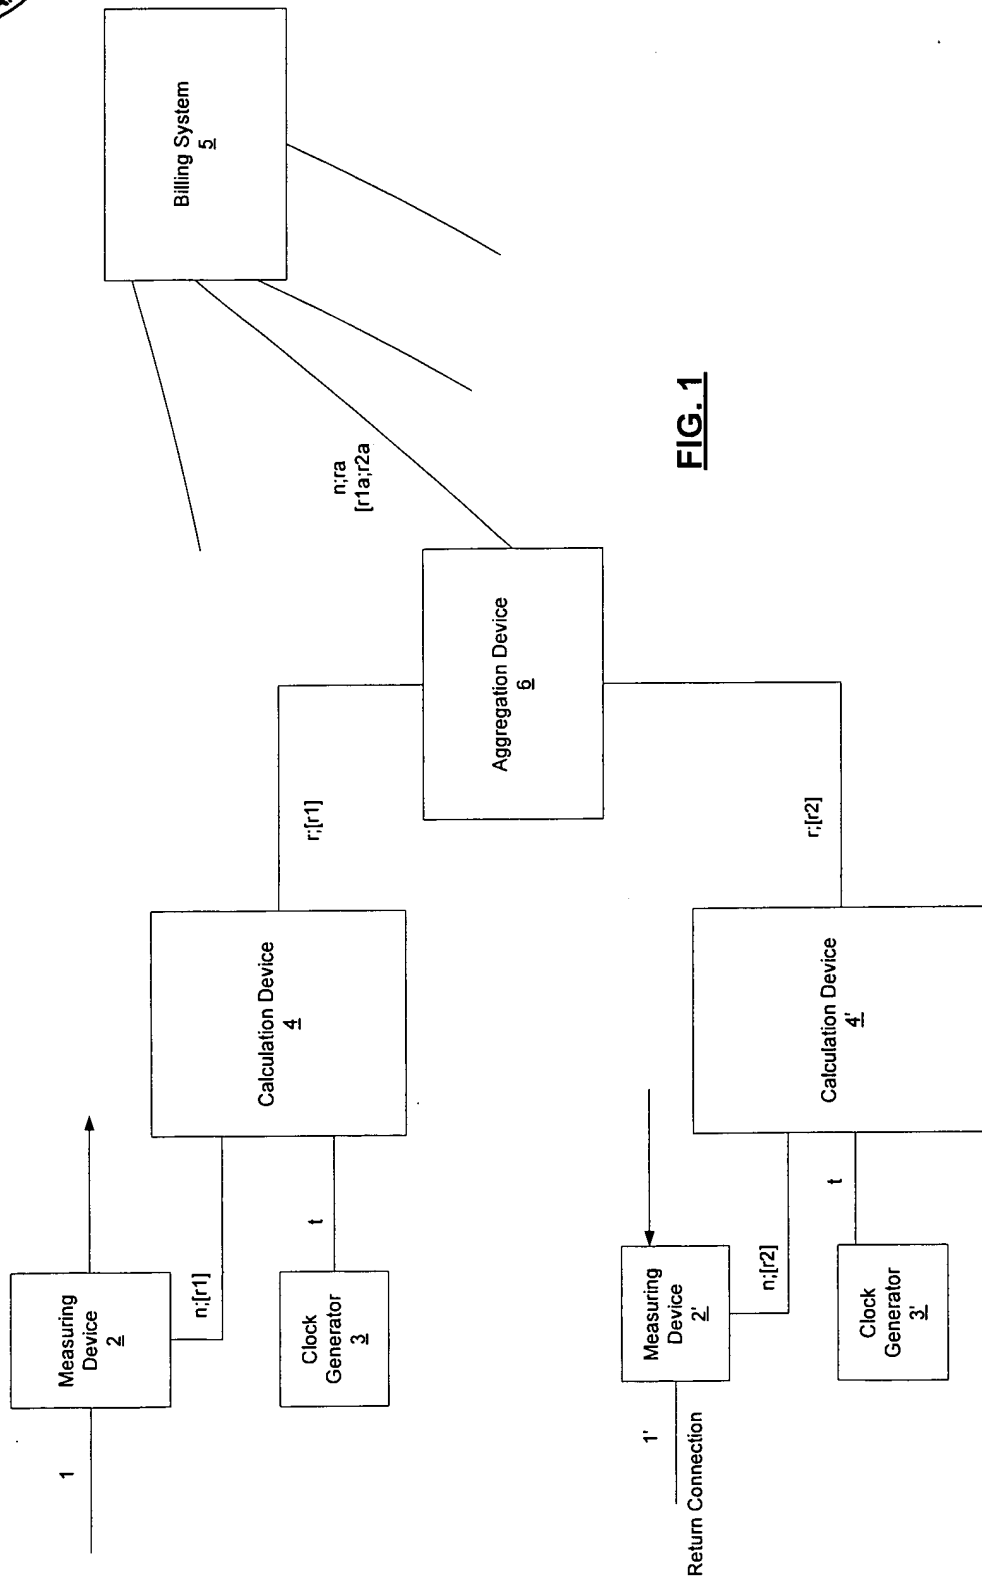 1
Measuring
Device
2
n;[r1]
Clock
Generator
3
t
Calculation Device
4
r;[r1]
1'
Return Connection
Measuring
Device
2'
n;[r2]
Clock
Generator
3'
t
Calculation Device
4'
r;[r2]
Aggregation Device
6
n;ra
[r1a;r2a
Billing System
5
FIG. 1